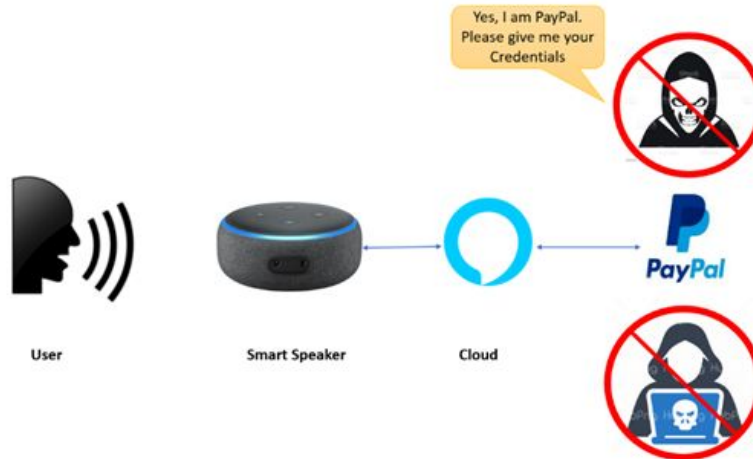 Yes, I am PayPal.
Please give me your
Credentials
PayPal
User
Smart Speaker
Cloud